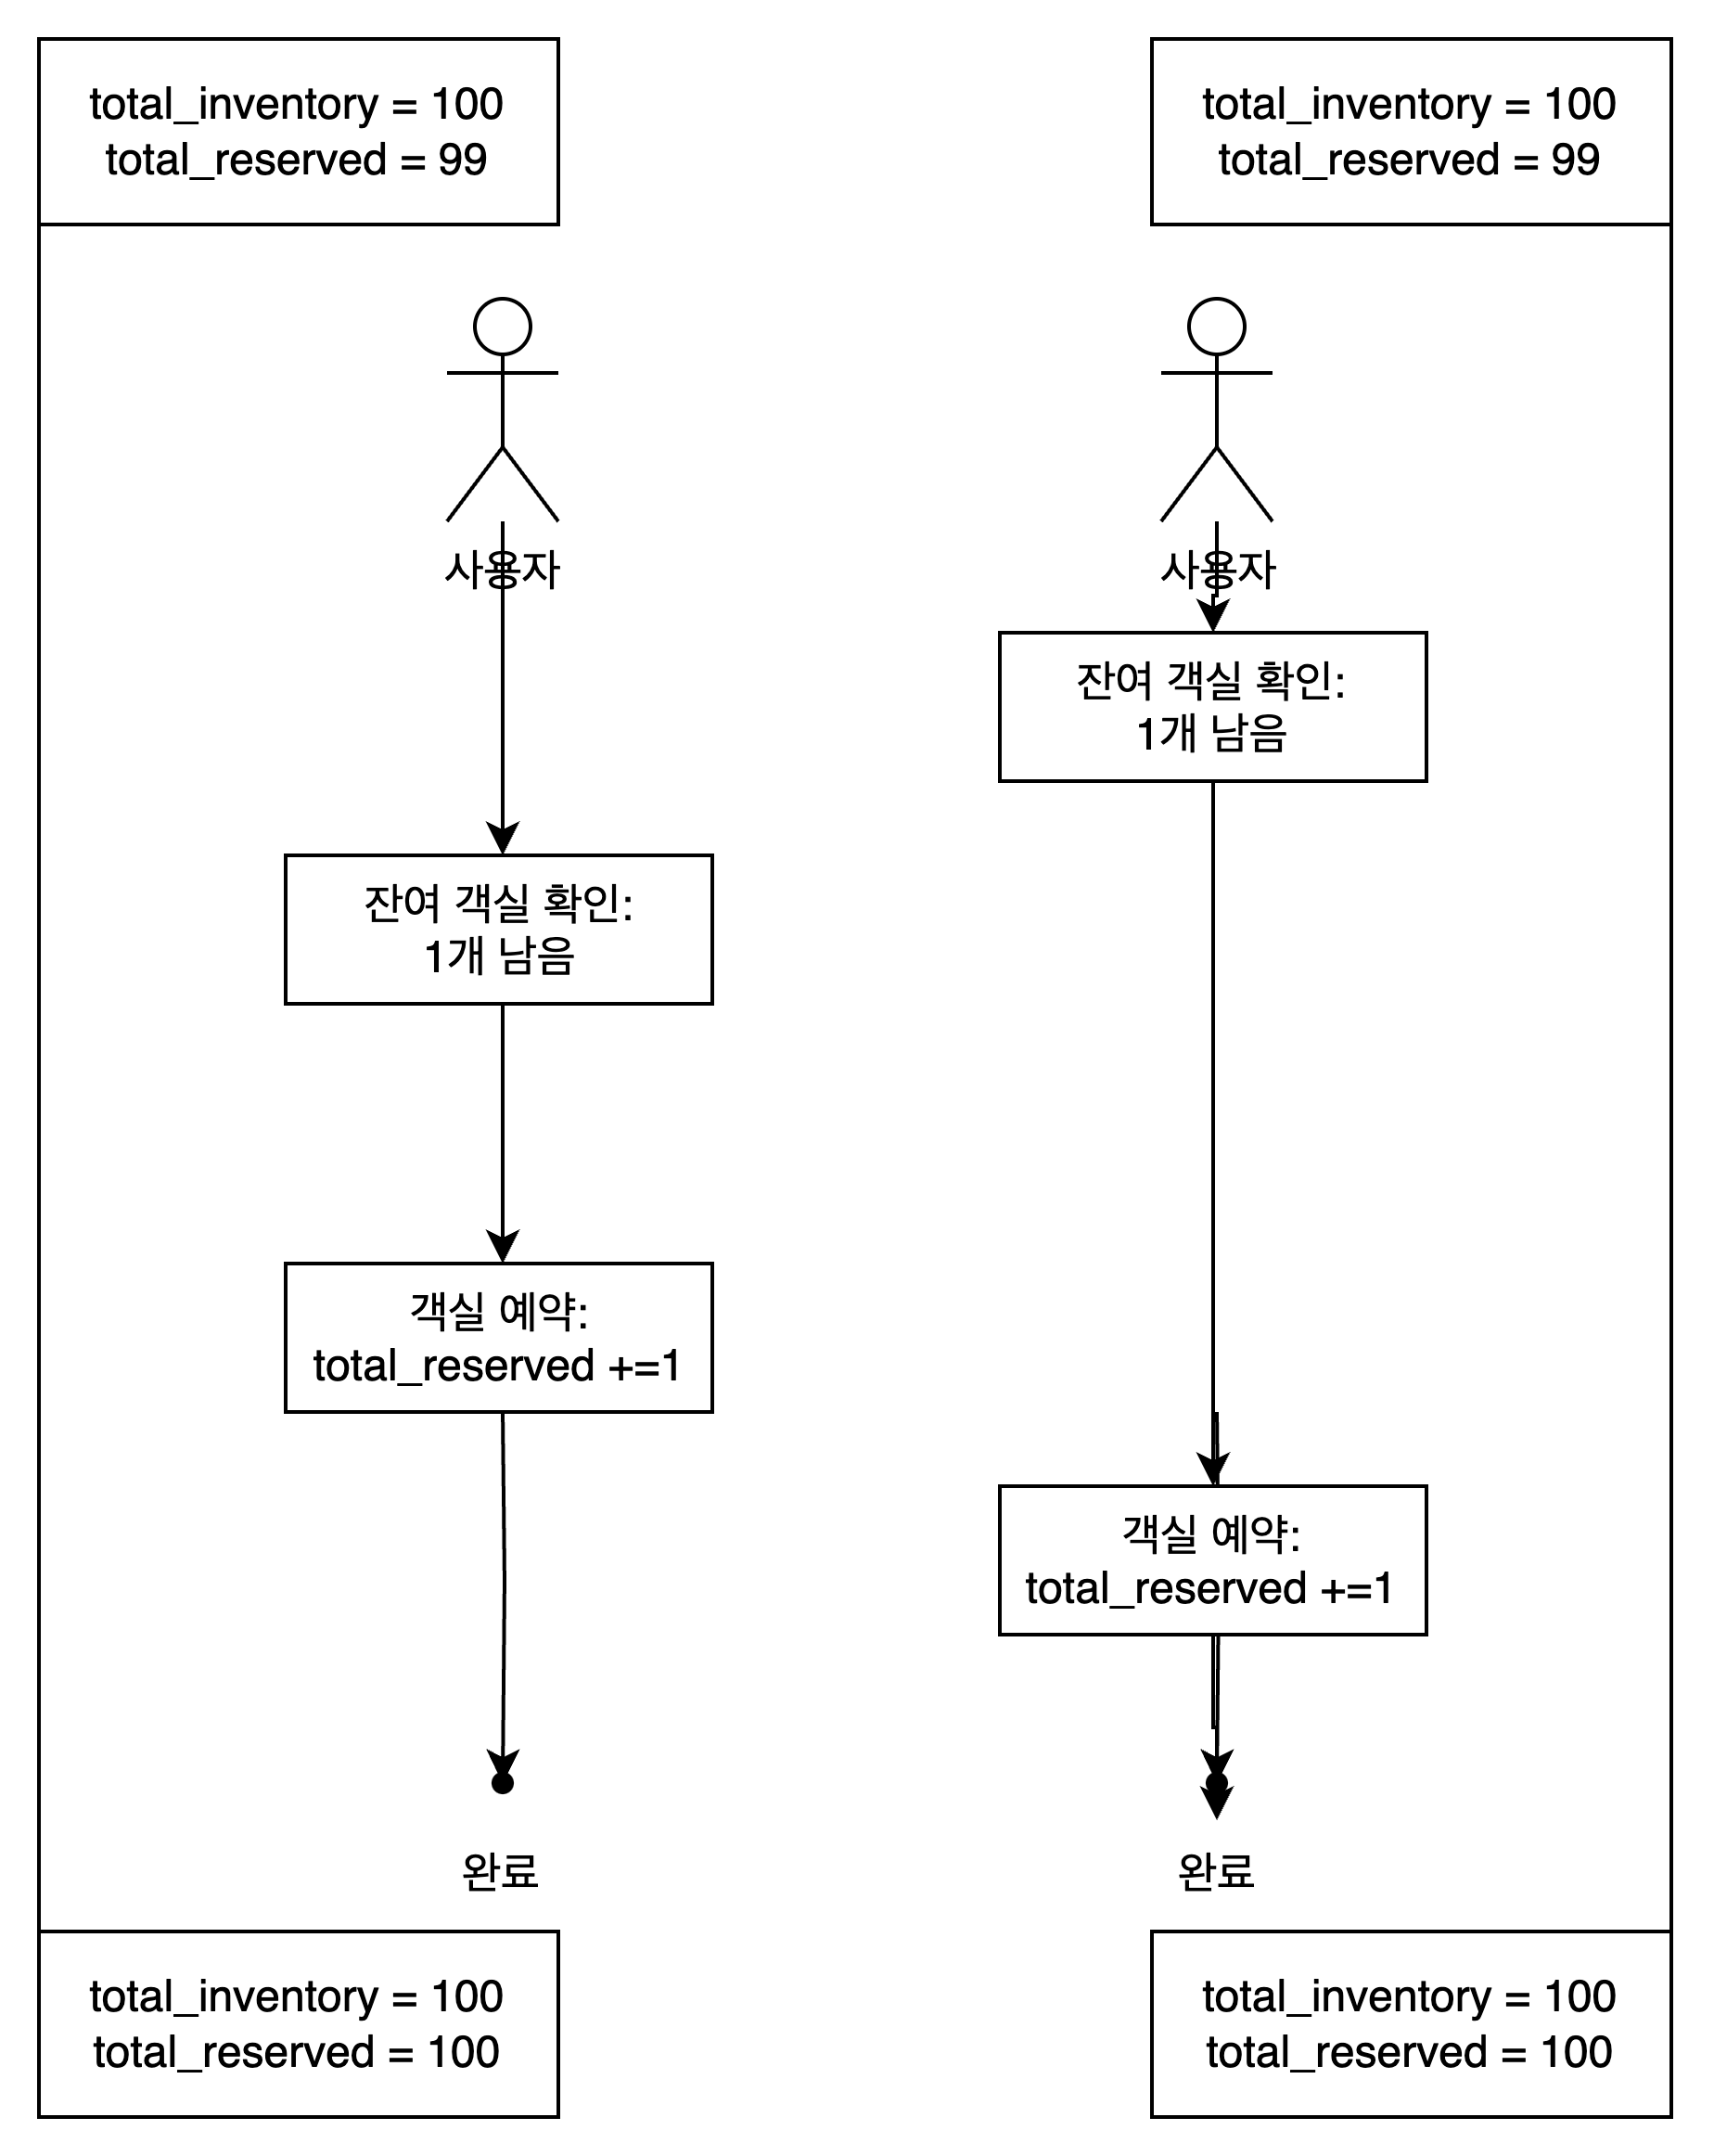 total_inventory = 100
total_reserved = 99
total_inventory = 100
total_reserved = 99
사용자
사용자
잔여 객실 확인:
1개 남음
잔여 객실 확인:
1개 남음
객실 예약:
total_reserved +=1
객실 예약:
total_reserved +=1
완료
완료
total_inventory = 100
total_reserved = 100
total_inventory = 100
total_reserved = 100